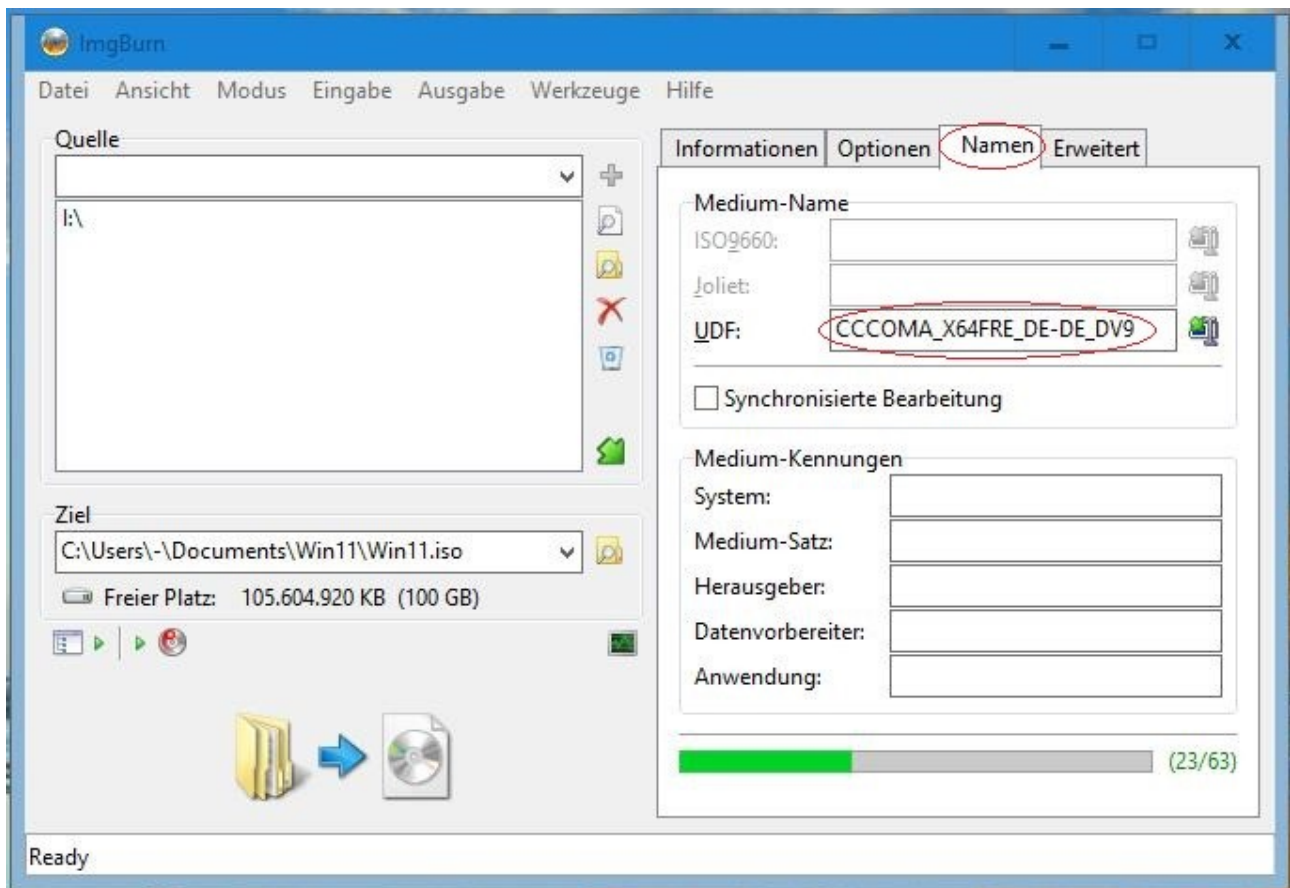 ImgBurn
Datei Ansicht Modus Eingabe Ausgabe Werkzeuge Hilfe
Quelle
I:\
Ziel
C:\Users\-\Documents\Win11\Win11.iso
Freier Platz: 105.604.920 KB (100 GB)
Informationen Optionen Namen Erweitert
Medium-Name
ISO9660:
Joliet:
UDF: CCCOMA_X64FRE_DE-DE_DV9
Synchronisierte Bearbeitung
Medium-Kennungen
System:
Medium-Satz:
Herausgeber:
Datenvorbereiter:
Anwendung:
(23/63)
Ready